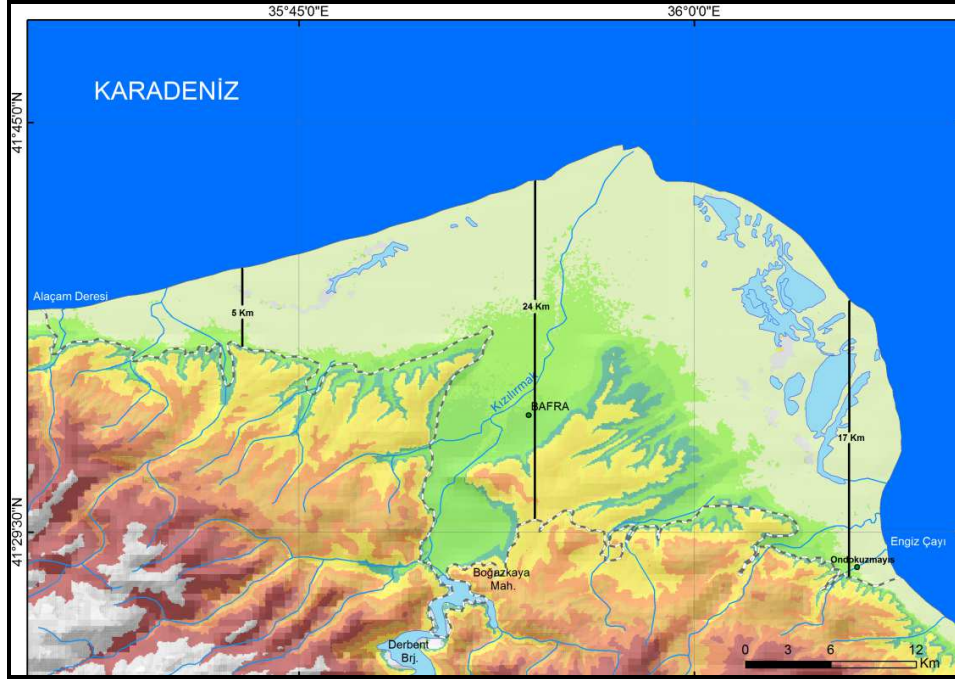 35°45'0"E
36°0'0"E
KARADENİZ
41°45'0"N
Alaçam Deresi
5 Km
24 Km
Kızılırmak
BAFRA
17 Km
41°29'30"N
Engiz Çayı
Ondokuzmayıs
Boğazkaya
Mah.
Derbent
Brj.
0 3 6 12
Km